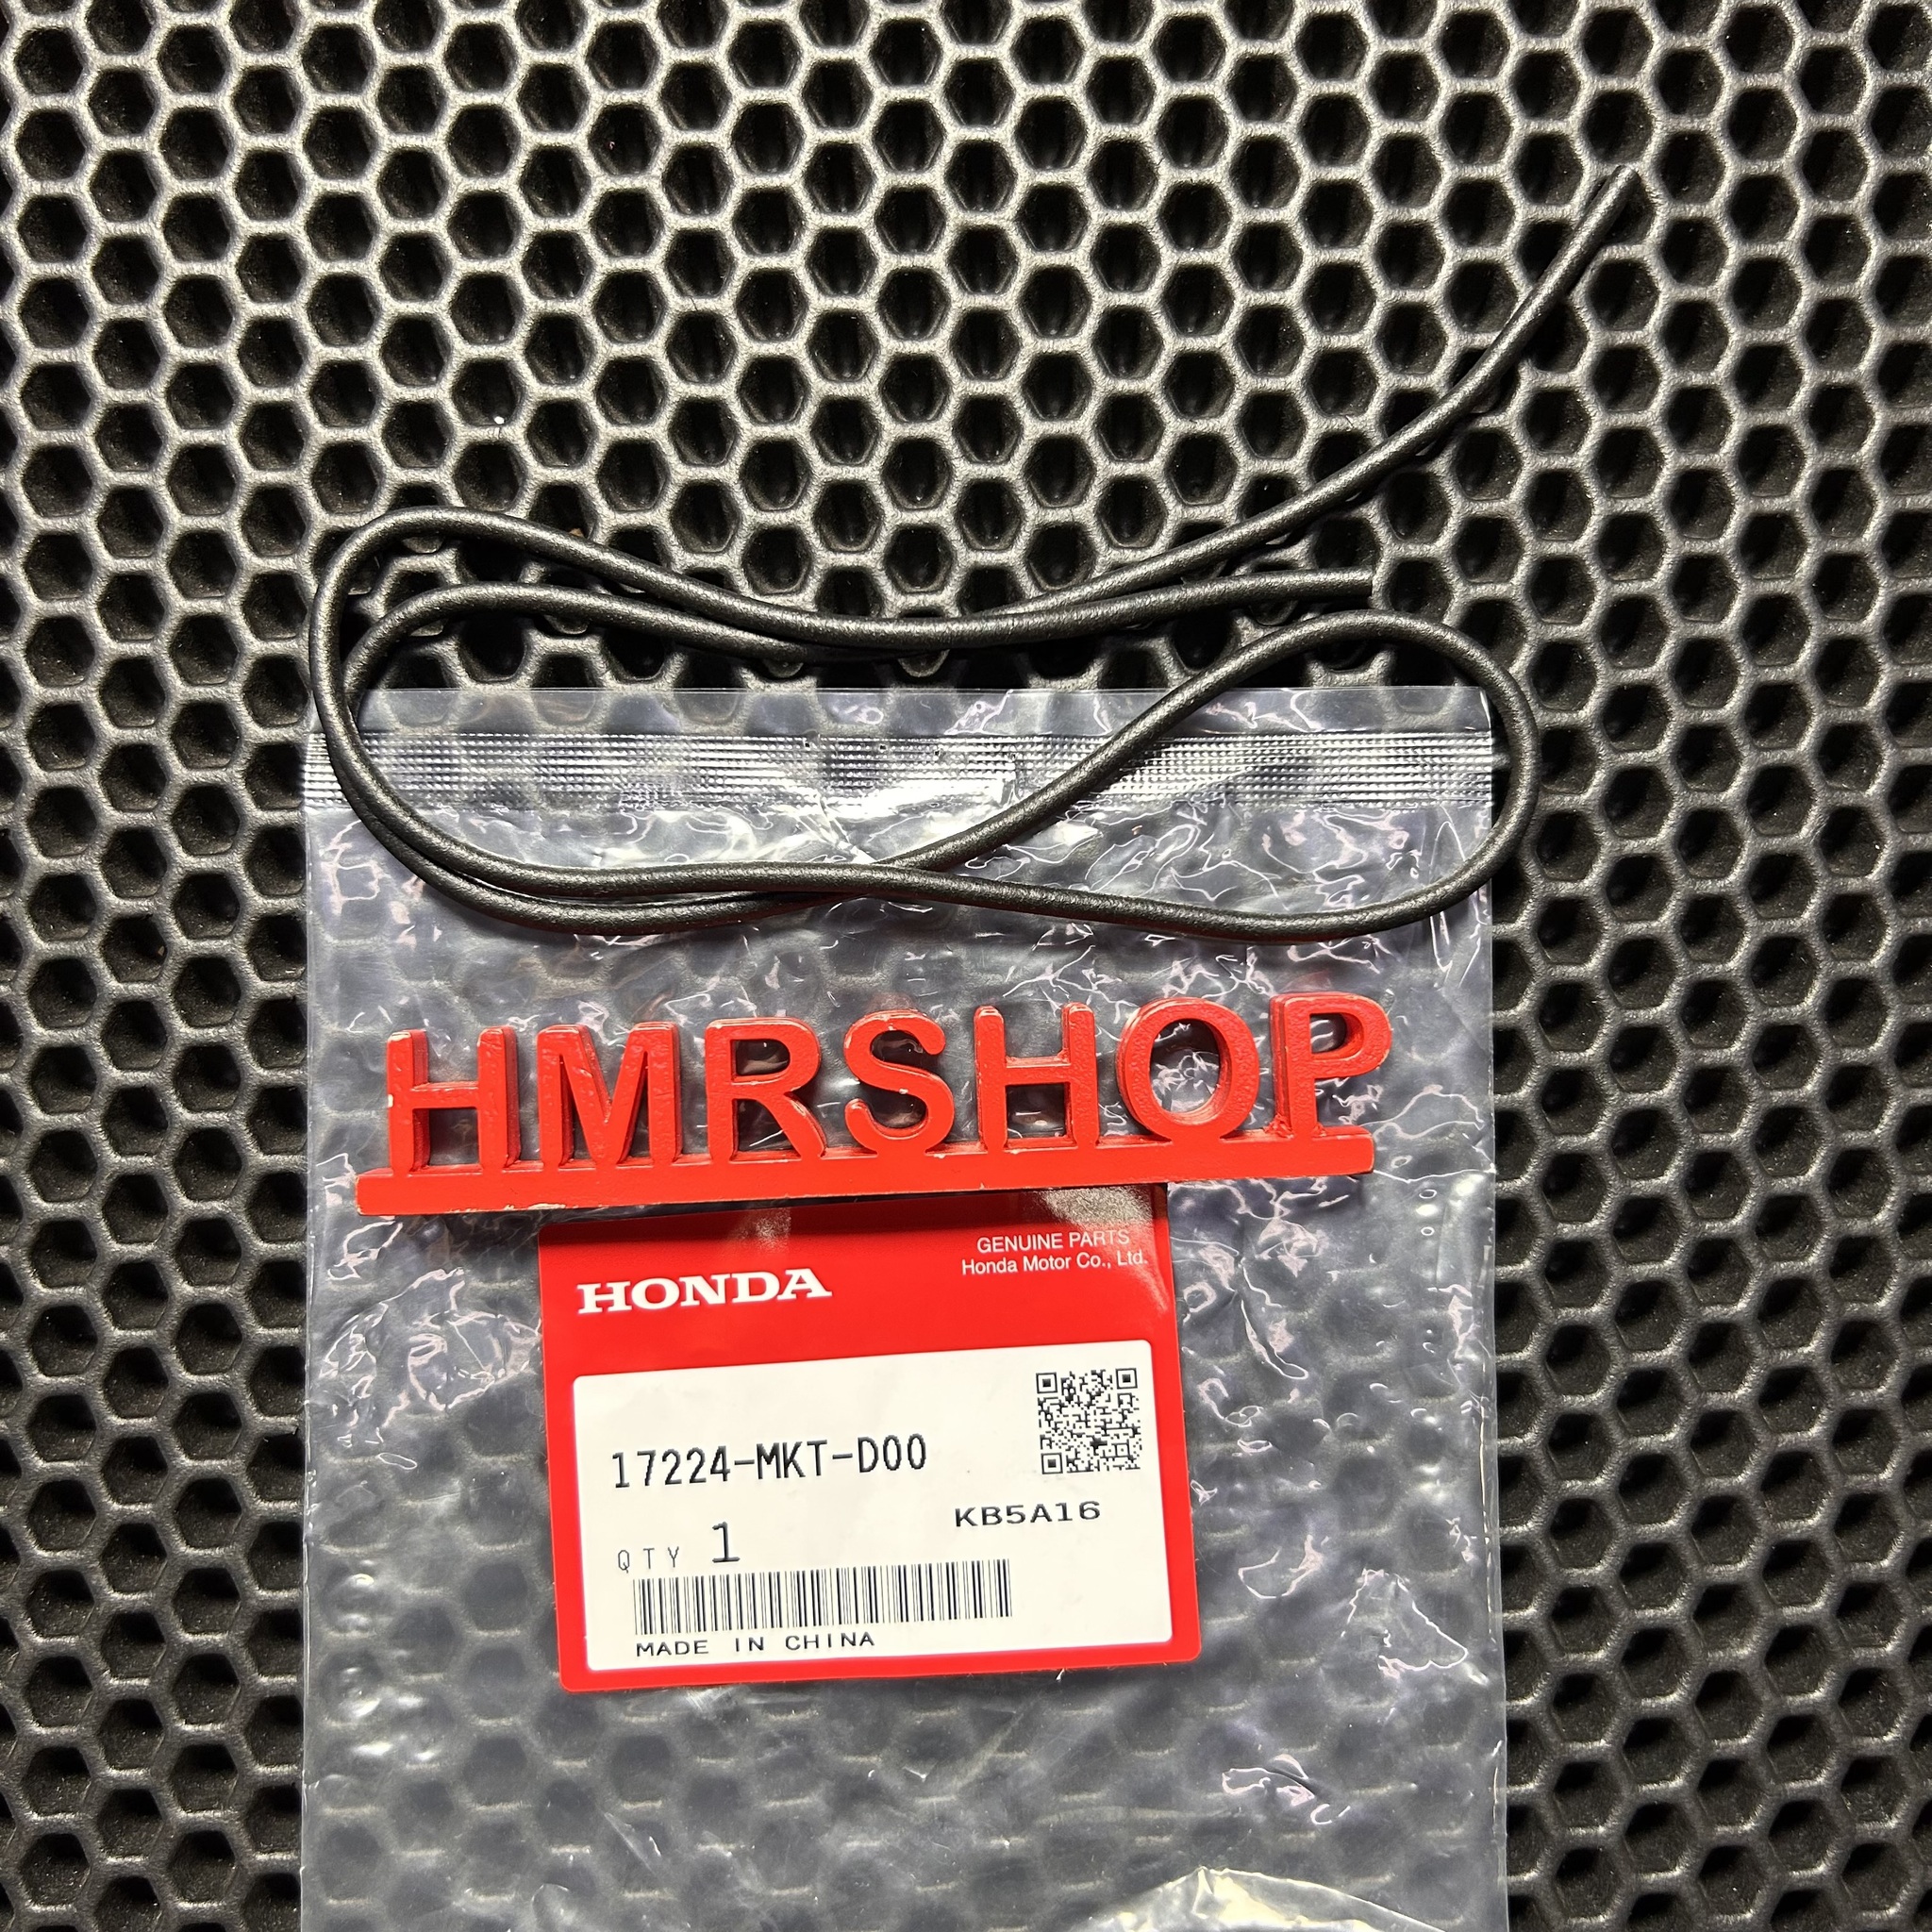 HMRSHOP
GENUINE PARTS
Honda Motor Co., Ltd.
HONDA
17224-MKT-D00
KB5A16
QTY 1
MADE IN CHINA